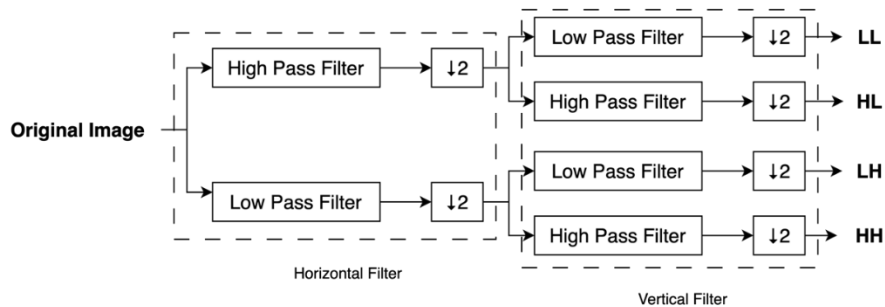 Low Pass Filter ↓2 LL
High Pass Filter ↓2
High Pass Filter ↓2 HL
Original Image
Low Pass Filter ↓2 LH
Low Pass Filter ↓2
High Pass Filter ↓2 HH
Horizontal Filter
Vertical Filter